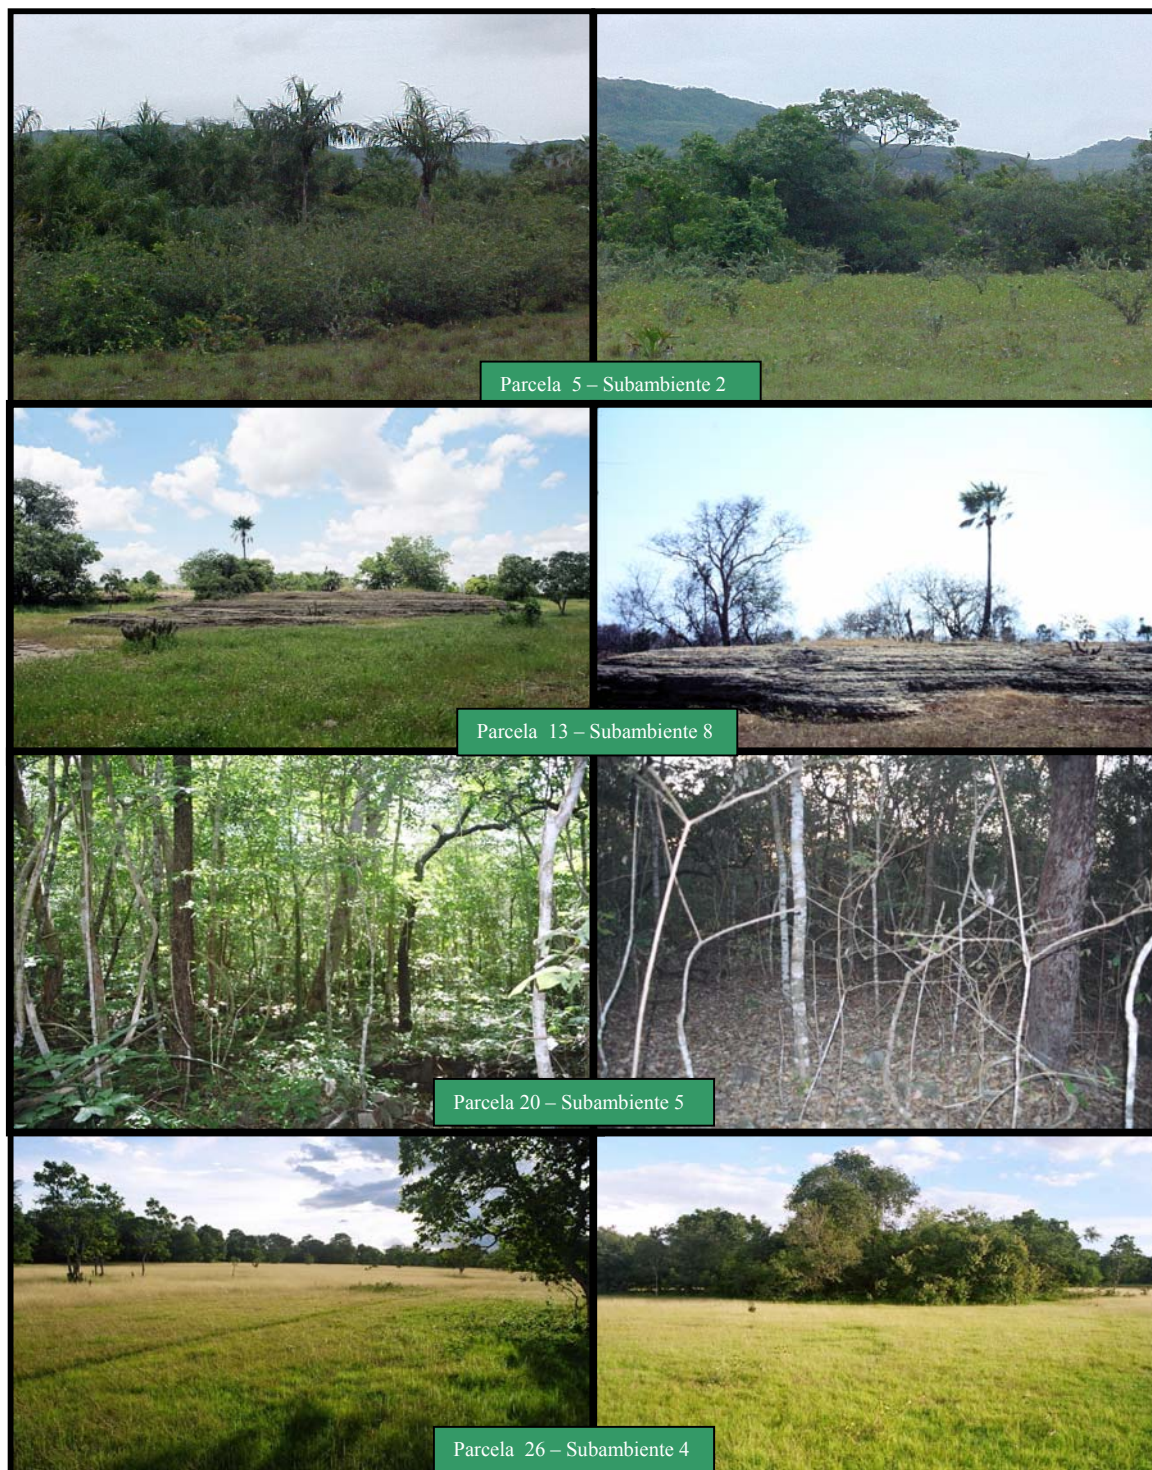 Parcela 5 – Subambiente 2
Parcela 13 – Subambiente 8
Parcela 20 – Subambiente 5
Parcela 26 – Subambiente 4